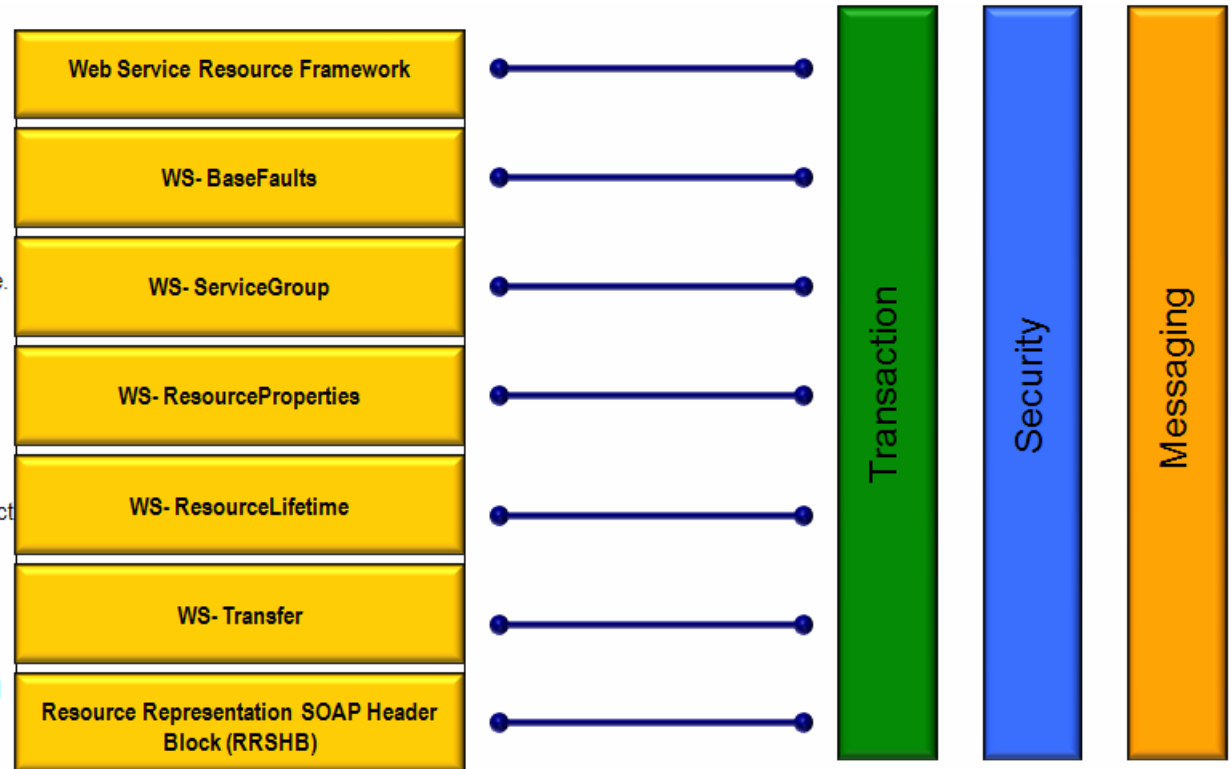 Web Service Resource Framework
WS- BaseFaults
WS- ServiceGroup
WS- ResourceProperties
WS- ResourceLifetime
WS- Transfer
Resource Representation SOAP Header
Block (RRSHB)
Transaction
Security
Messaging